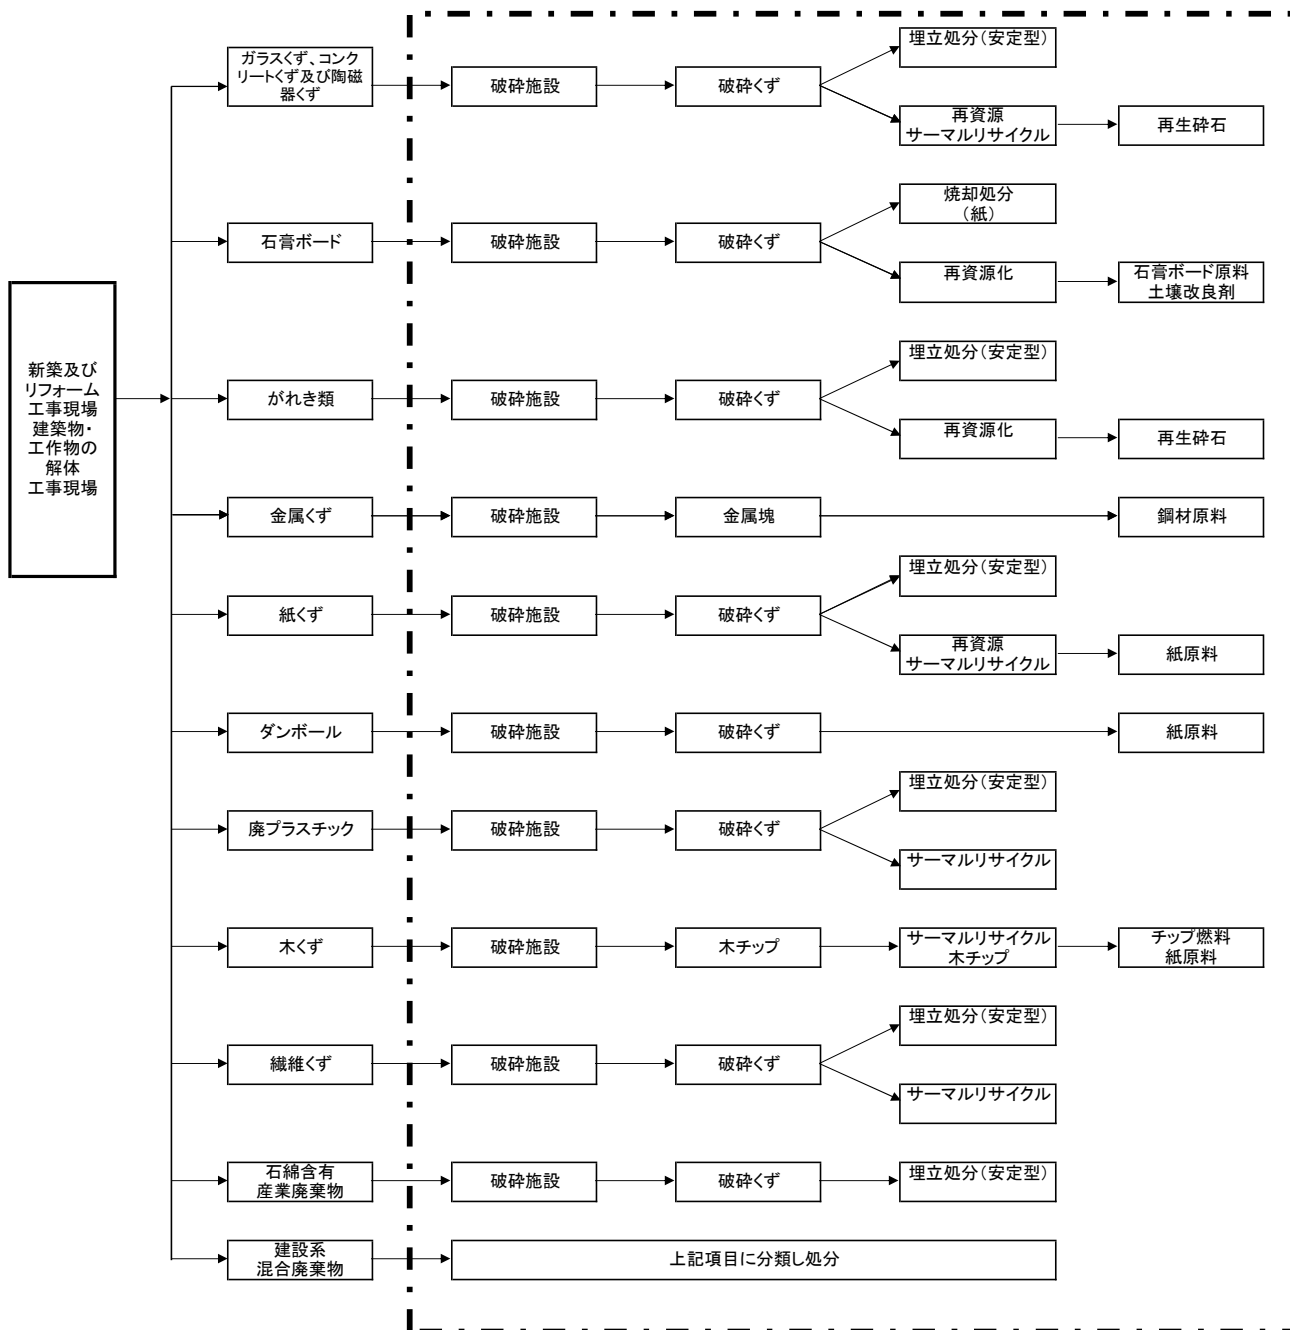 新築及び
リフォーム
工事現場
建築物・
工作物の
解体
工事現場
ガラスくず、コンク
リートくず及び陶磁
器くず
破砕施設
破砕くず
埋立処分（安定型）
再資源
サーマルリサイクル
再生砕石
石膏ボード
破砕施設
破砕くず
焼却処分
（紙）
再資源化
石膏ボード原料
土壌改良剤
がれき類
破砕施設
破砕くず
埋立処分（安定型）
再資源化
再生砕石
金属くず
破砕施設
金属塊
鋼材原料
紙くず
破砕施設
破砕くず
埋立処分（安定型）
再資源
サーマルリサイクル
紙原料
ダンボール
破砕施設
破砕くず
紙原料
廃プラスチック
破砕施設
破砕くず
埋立処分（安定型）
サーマルリサイクル
木くず
破砕施設
木チップ
サーマルリサイクル
木チップ
チップ燃料
紙原料
繊維くず
破砕施設
破砕くず
埋立処分（安定型）
サーマルリサイクル
石綿含有
産業廃棄物
破砕施設
破砕くず
埋立処分（安定型）
建設系
混合廃棄物
上記項目に分類し処分